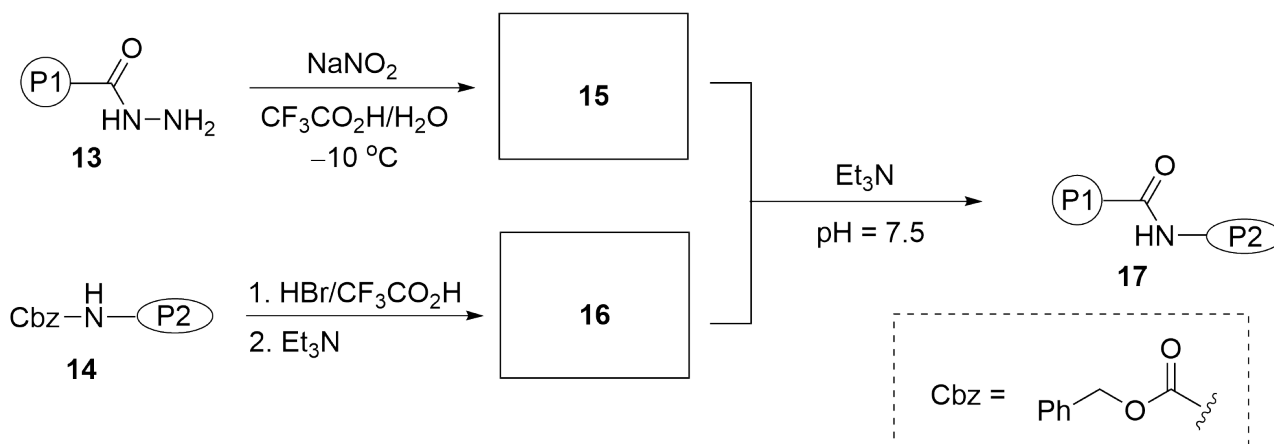 P1
O
HN–NH₂
13
NaNO₂
CF₃CO₂H/H₂O
–10 °C
15
Cbz
H
N
P2
14
1. HBr/CF₃CO₂H
2. Et₃N
16
Et₃N
pH = 7.5
P1
O
HN
P2
17
Cbz =
Ph
O
O